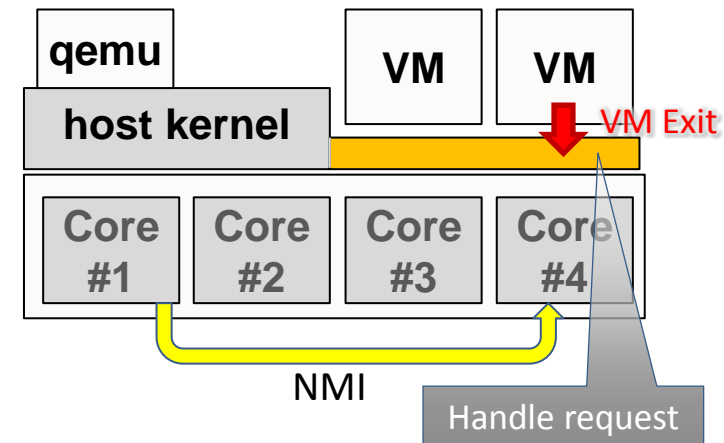 qemu
VM
VM
host kernel
VM Exit
Core
#1
Core
#2
Core
#3
Core
#4
NMI
Handle request